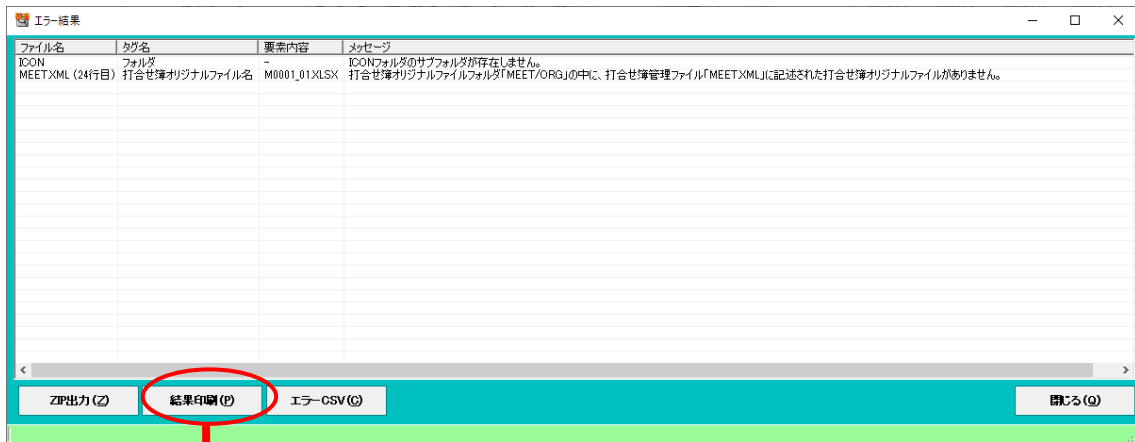 エラー結果
ファイル名 タグ名 要素内容 メッセージ
ICON フォルダ - ICONフォルダのサブフォルダが存在しません。
MEET.XML (24行目) 打合せ簿オリジナルファイル名 M0001_01.XLSX 打合せ簿オリジナルファイルフォルダ「MEET/ORG」の中に、打合せ簿管理ファイル「MEET.XML」に記述された打合せ簿オリジナルファイルがありません。
ZIP出力(Z) 結果印刷(P) エラーCSV(C) 閉じる(Q)